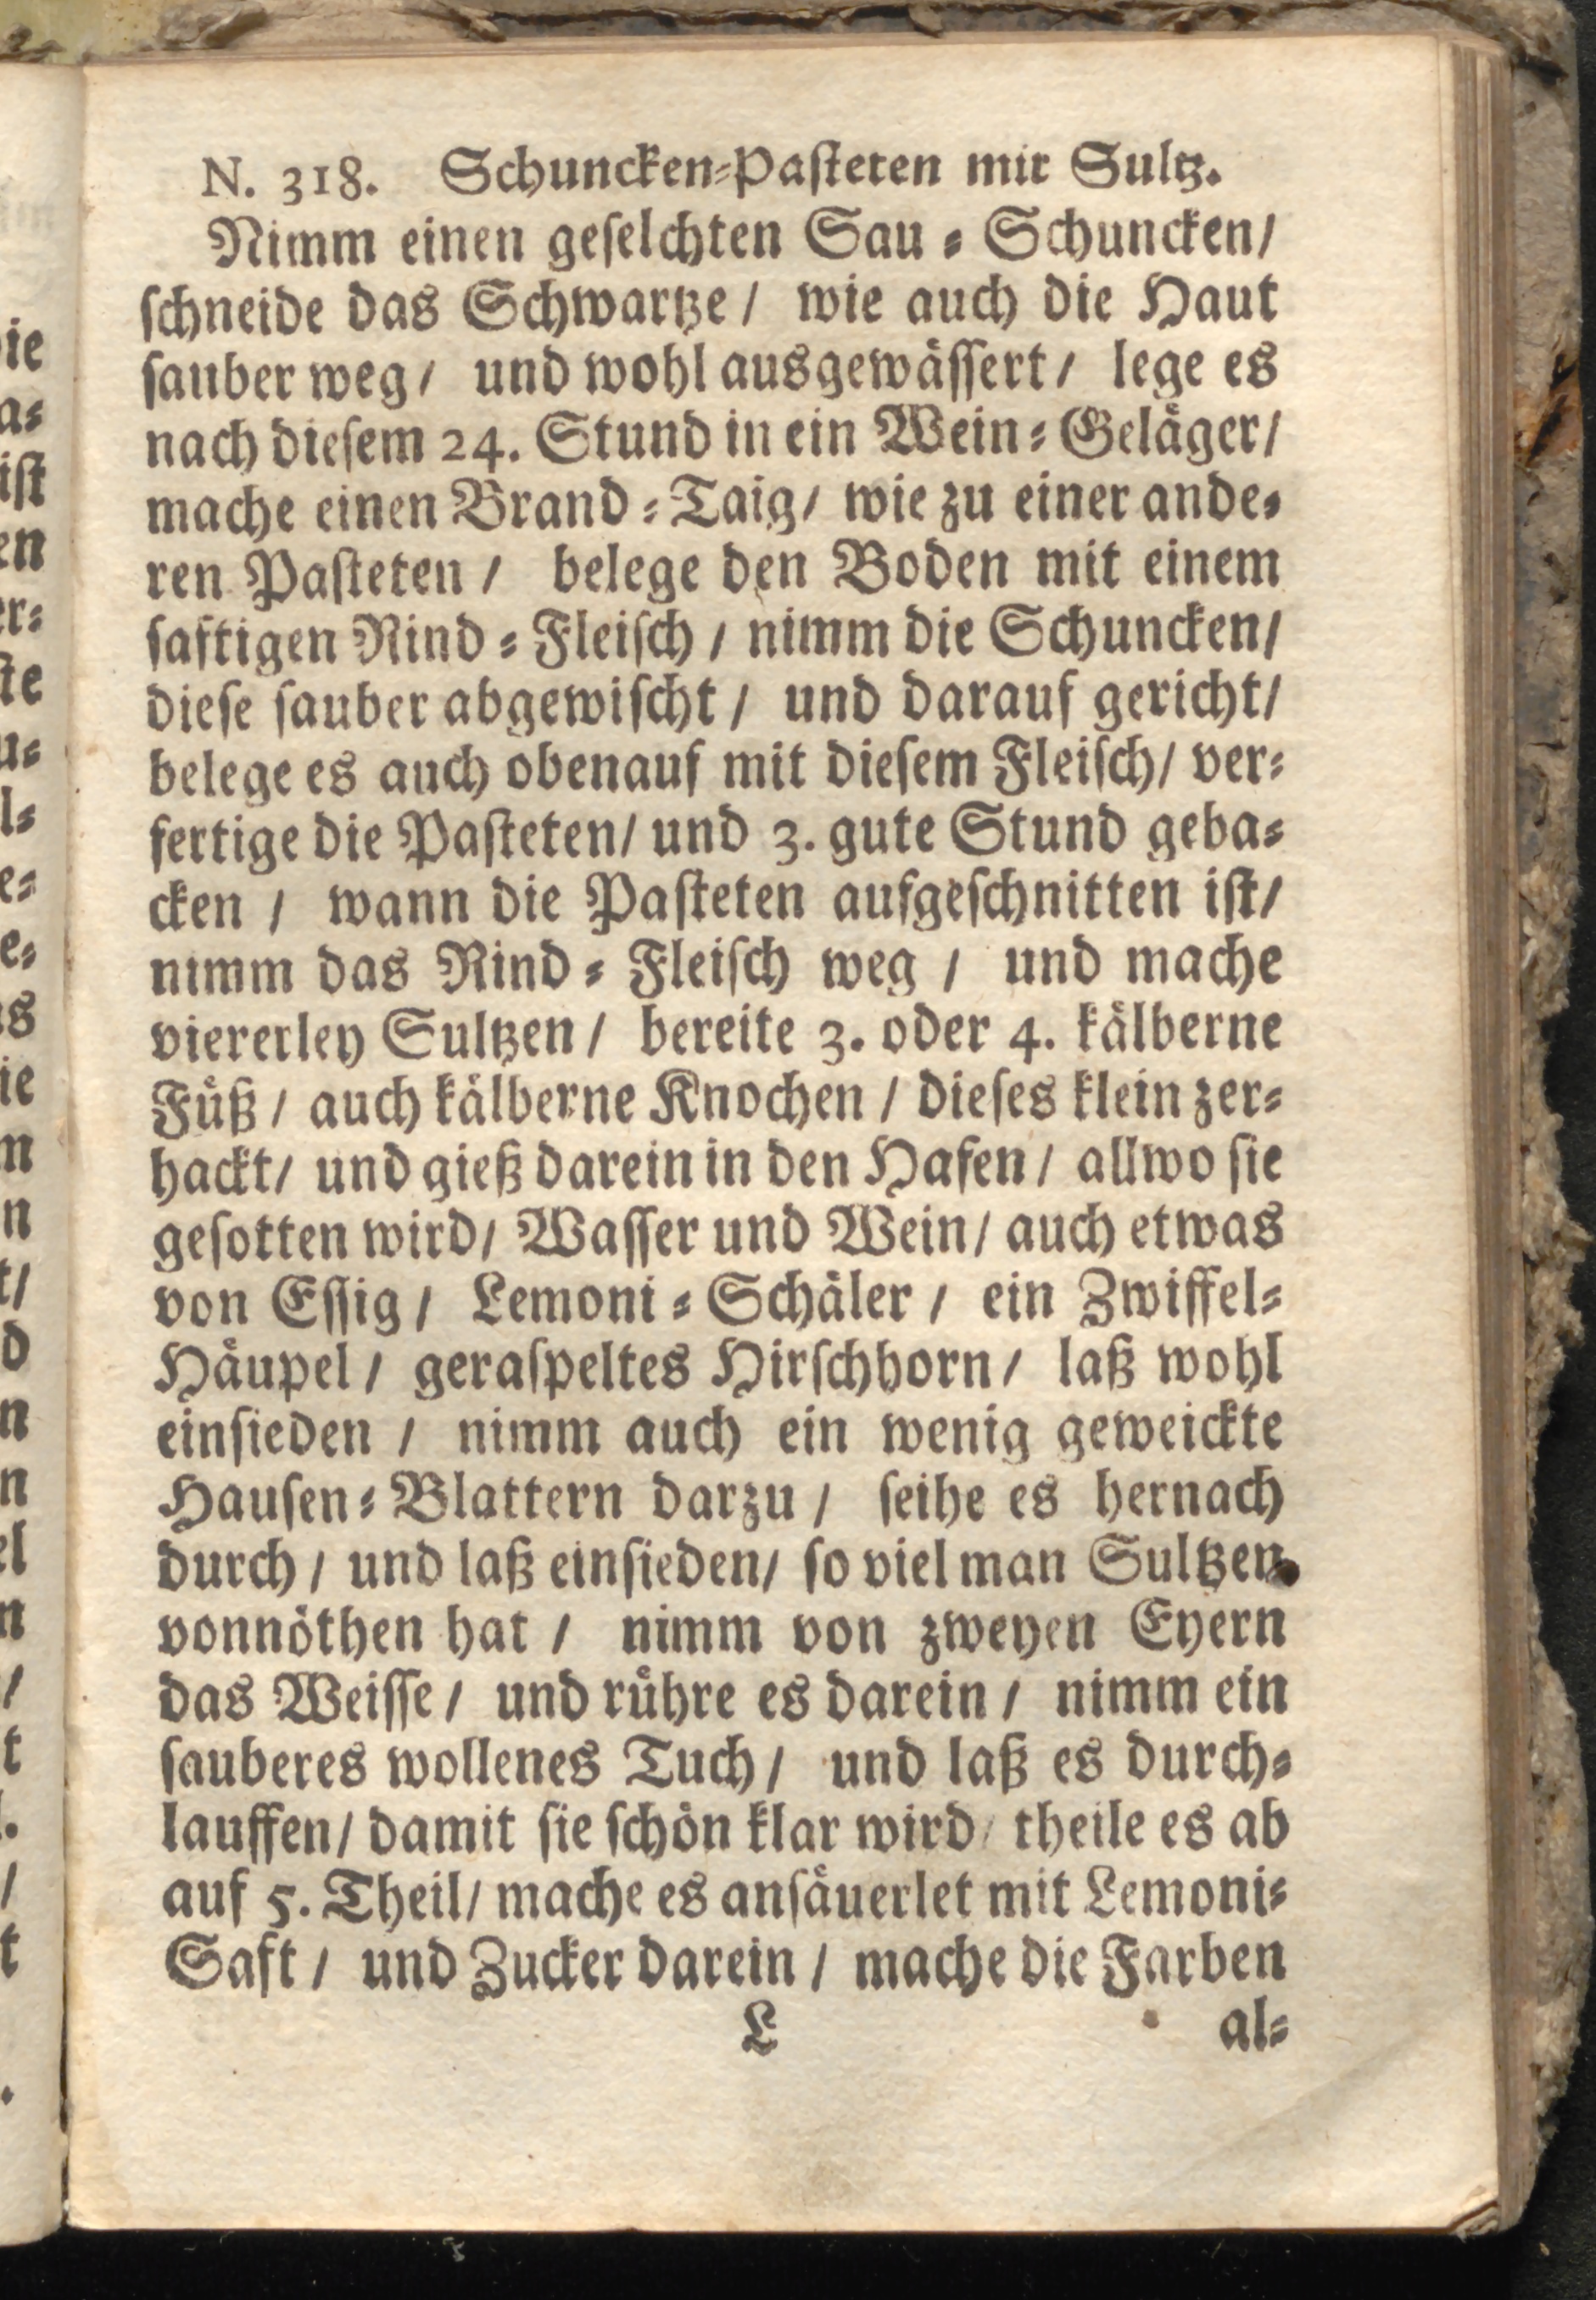 N. 318. Schuncken-Pasteten mit Sultz.
Nimm einen geselchten Sau-Schuncken/
schneide das Schwartze/ wie auch die Haut
sauber weg/ und wohl ausgewässert/ lege es
nach diesem 24. Stund in ein Wein-Geläger/
mache einen Brand-Taig/ wie zu einer ande-
ren Pasteten/ belege den Boden mit einem
saftigen Rind-Fleisch/ nimm die Schuncken/
diese sauber abgewischt/ und darauf gericht/
belege es auch obenauf mit diesem Fleisch/ ver-
fertige die Pasteten/ und 3. gute Stund geba-
cken/ wann die Pasteten aufgeschnitten ist/
nimm das Rind-Fleisch weg/ und mache
viererley Sultzen/ bereite 3. oder 4. kälberne
Füß/ auch kälberne Knochen/ dieses klein zer-
hackt/ und gieß darein in den Hafen/ allwo sie
gesotten wird/ Wasser und Wein/ auch etwas
von Essig/ Lemoni-Schäler/ ein Zwiffel-
Häupel/ geraspeltes Hirschhorn/ laß wohl
einsieden/ nimm auch ein wenig geweickte
Hausen-Blattern darzu/ seihe es hernach
durch/ und laß einsieden/ so viel man Sultzen
vonnöthen hat/ nimm von zweyen Eyern
das Weisse/ und rühre es darein/ nimm ein
sauberes wollenes Tuch/ und laß es durch-
lauffen/ damit sie schön klar wird/ theile es ab
auf 5. Theil/ mache es ansäuerlet mit Lemoni-
Saft/ und Zucker darein/ mache die Farben
L al-